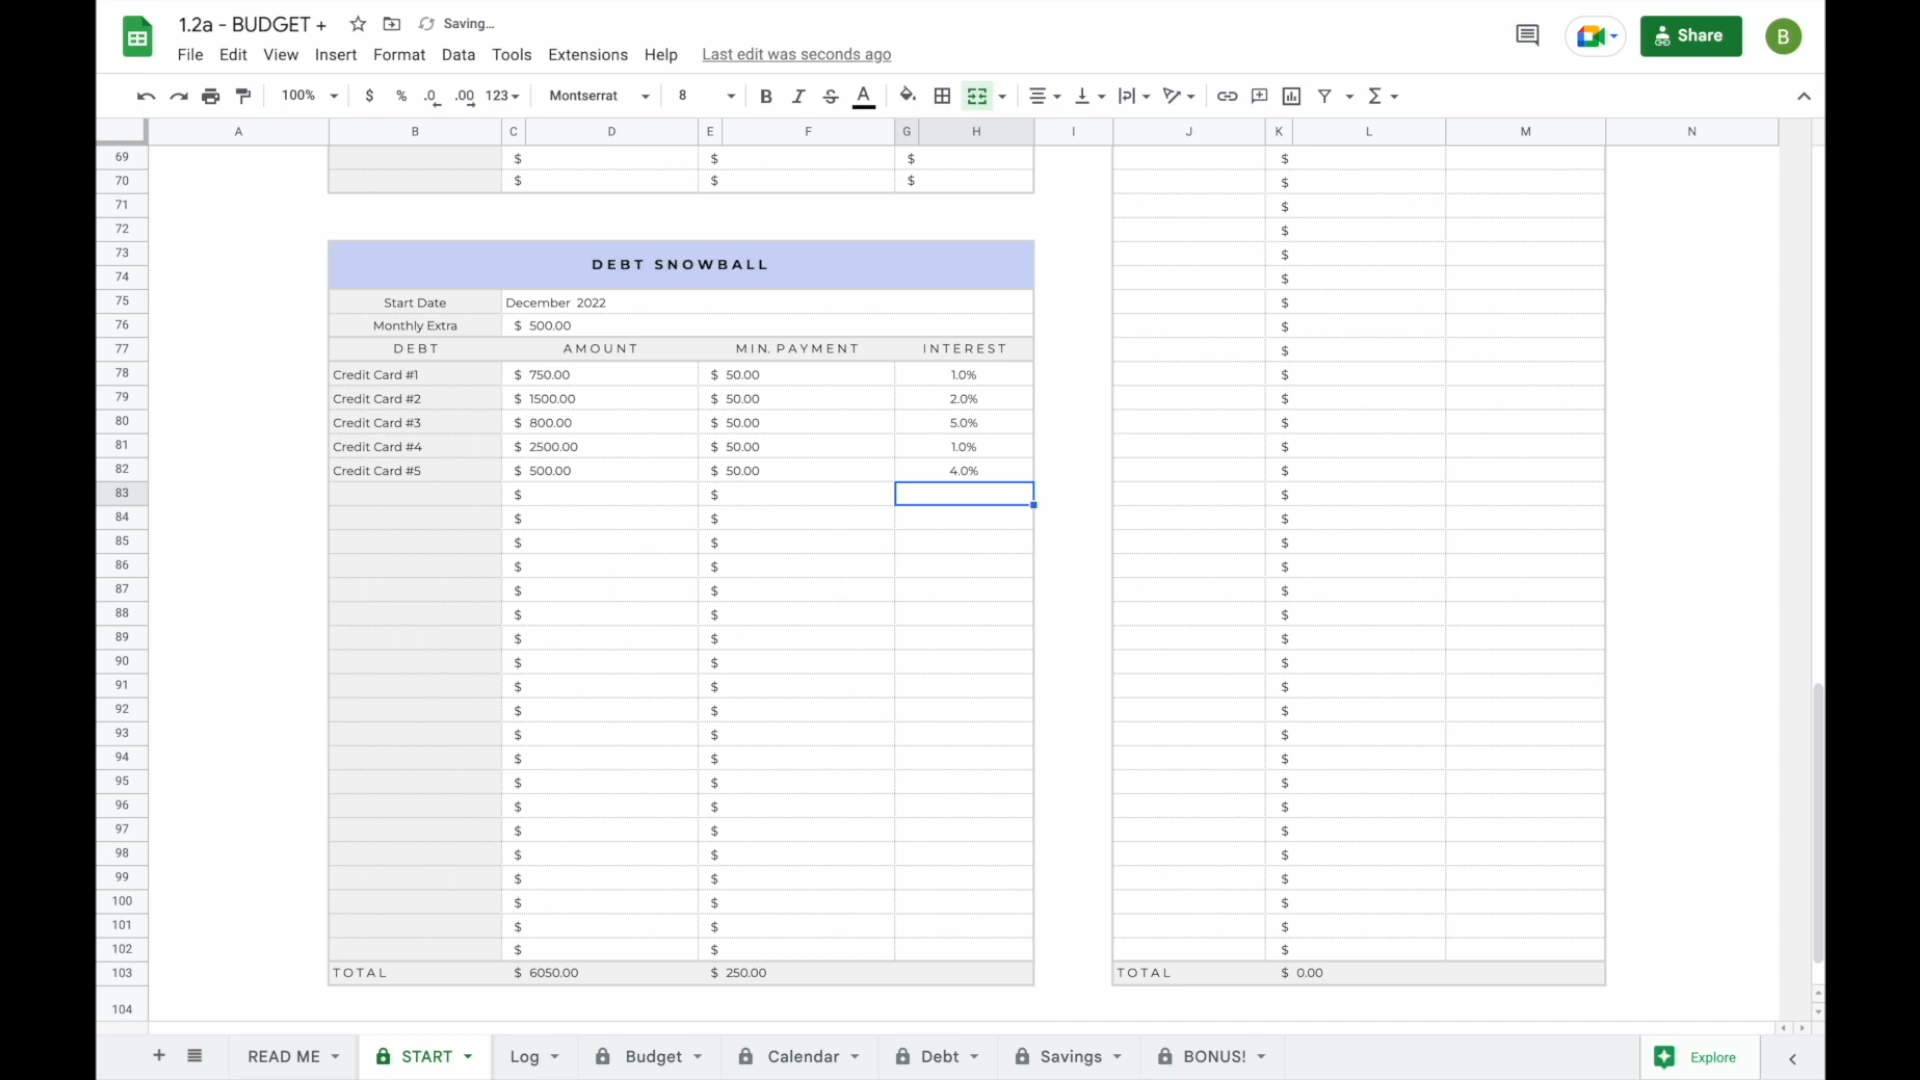 1.2a - BUDGET + Saving...
File Edit View Insert Format Data Tools Extensions Help Last edit was seconds ago
Share
B
100% $ % .0 .00 123 Montserrat 8 B I S A Σ
A B C D E F G H I J K L M N
69 $ $ $ $
70 $ $ $ $
71 $
72 $
73 $
DEBT SNOWBALL
74 $
75 Start Date December 2022 $
76 Monthly Extra $ 500.00 $
77 DEBT AMOUNT MIN. PAYMENT INTEREST $
78 Credit Card #1 $ 750.00 $ 50.00 1.0% $
79 Credit Card #2 $ 1500.00 $ 50.00 2.0% $
80 Credit Card #3 $ 800.00 $ 50.00 5.0% $
81 Credit Card #4 $ 2500.00 $ 50.00 1.0% $
82 Credit Card #5 $ 500.00 $ 50.00 4.0% $
83 $ $ $
84 $ $ $
85 $ $ $
86 $ $ $
87 $ $ $
88 $ $ $
89 $ $ $
90 $ $ $
91 $ $ $
92 $ $ $
93 $ $ $
94 $ $ $
95 $ $ $
96 $ $ $
97 $ $ $
98 $ $ $
99 $ $ $
100 $ $ $
101 $ $ $
102 $ $ $
103 TOTAL $ 6050.00 $ 250.00 TOTAL $ 0.00
104
+ READ ME START Log Budget Calendar Debt Savings BONUS! Explore